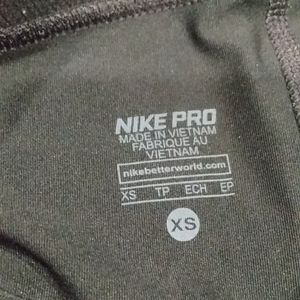 NIKE PRO
MADE IN VIETNAM
FABRIQUE AU
VIETNAM
nikebetterworld.com
XS TP ECH EP
XS